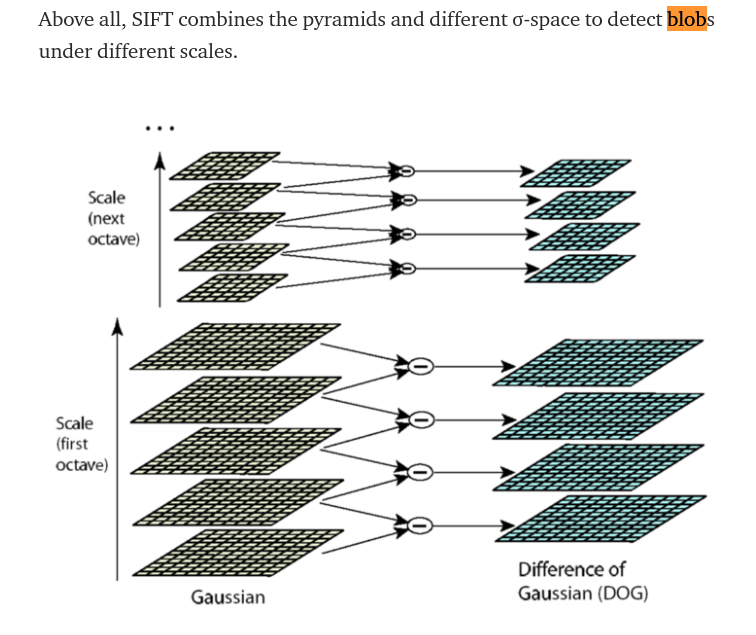 Above all, SIFT combines the pyramids and different σ-space to detect blobs
under different scales.
...
Scale
(next
octave)
Scale
(first
octave)
Gaussian
Difference of
Gaussian (DOG)